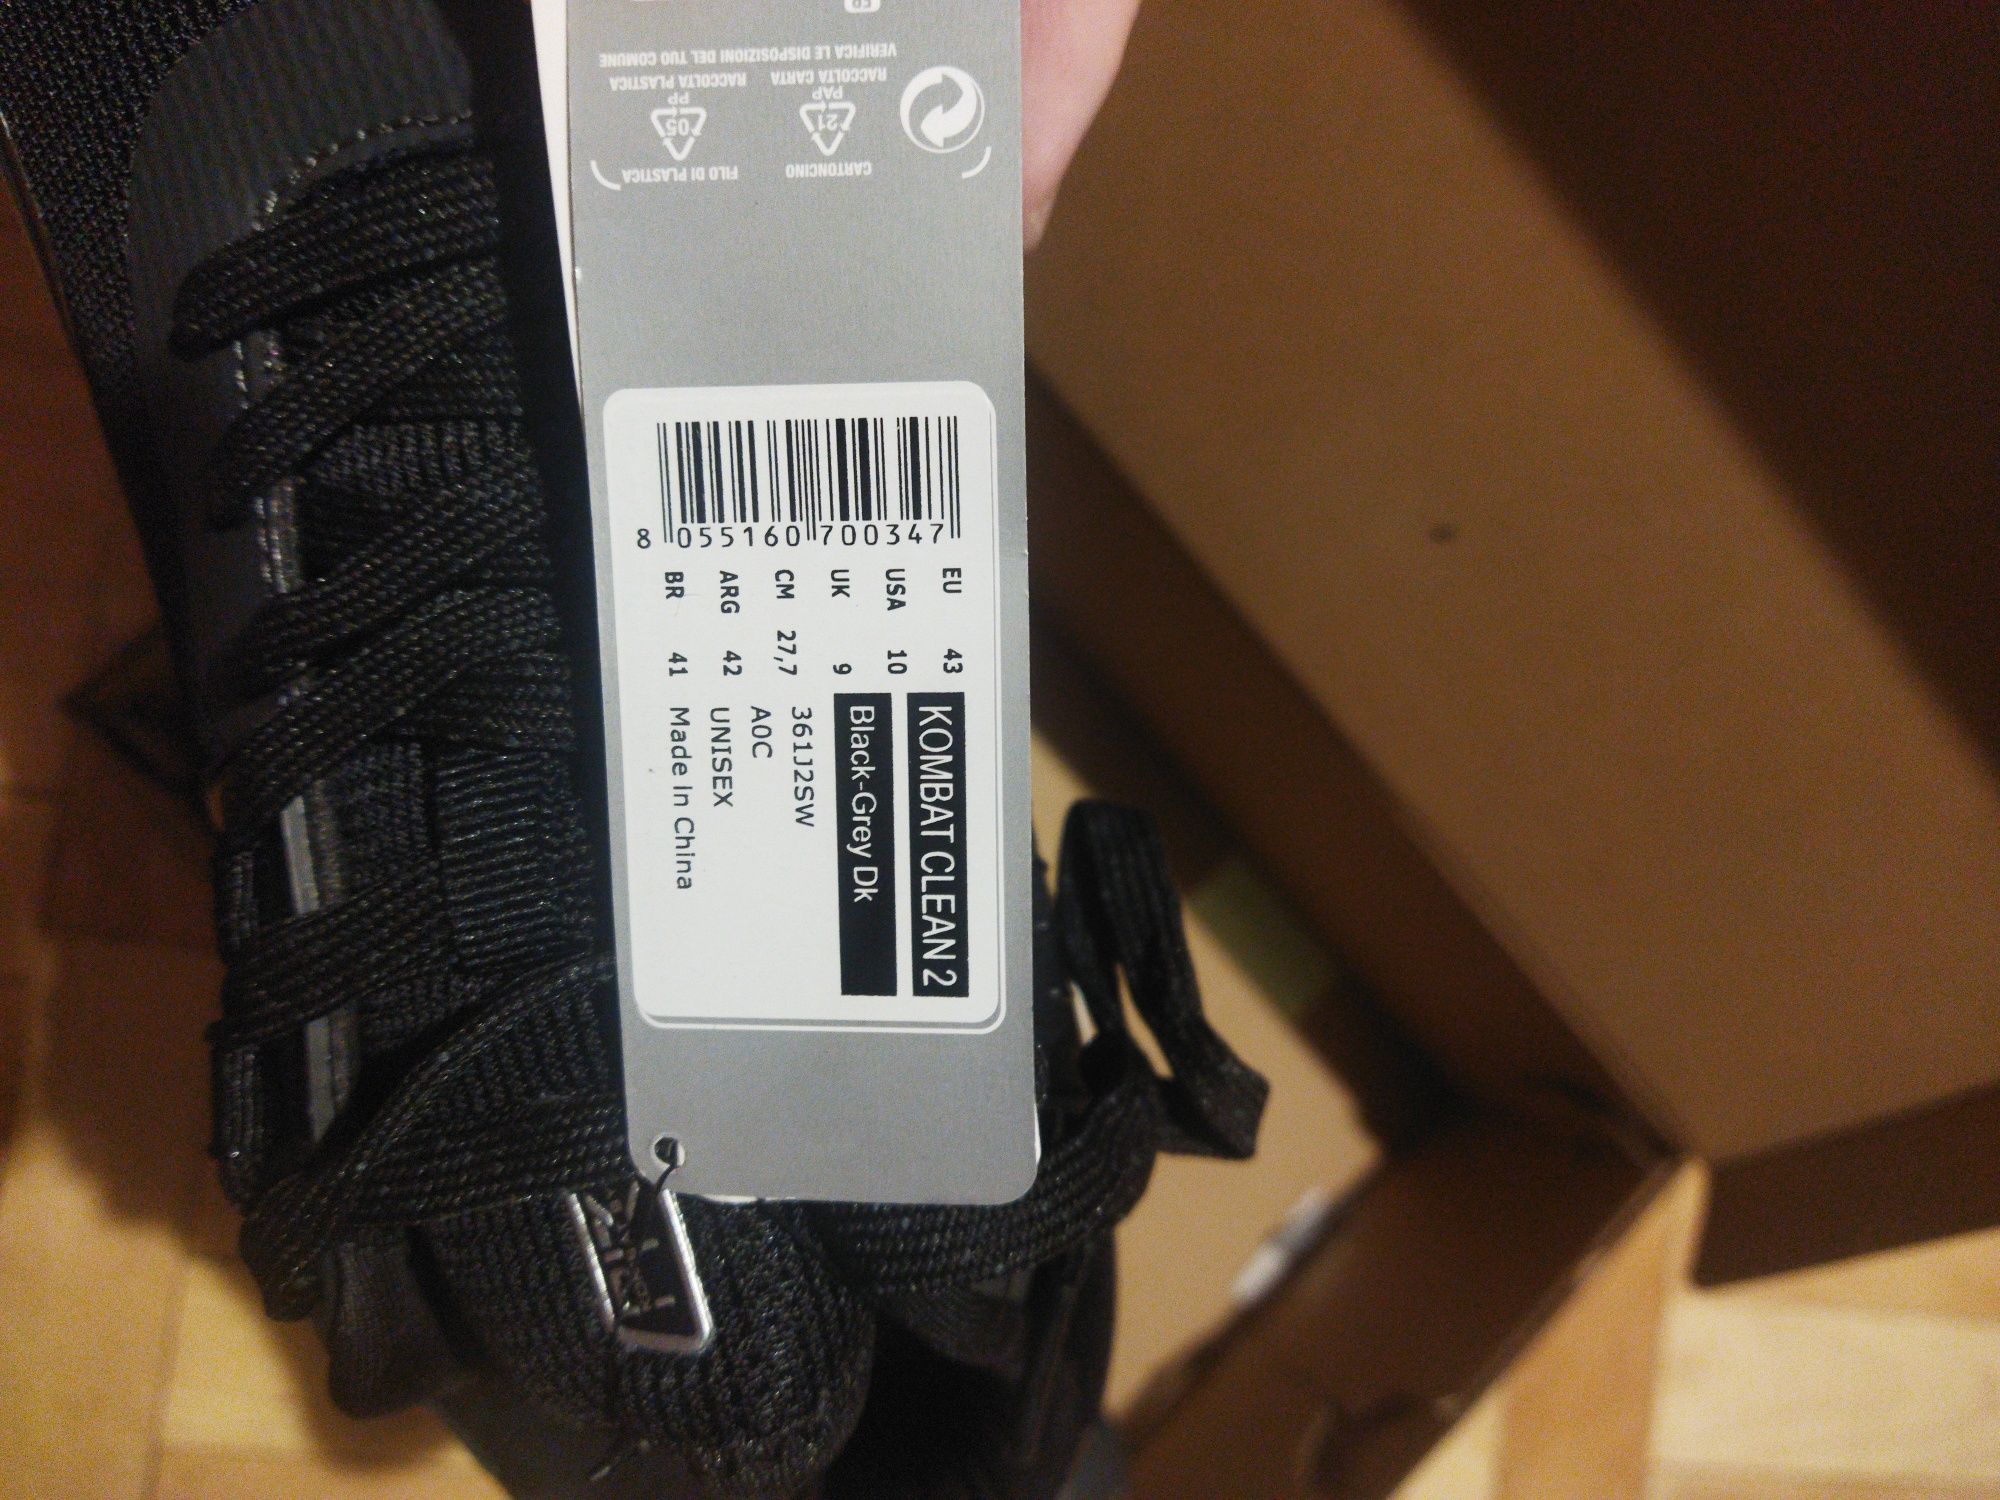 VERIFICA LE DISPOSIZIONI DEL TUO COMUNE
RACCOLTA CARTA
RACCOLTA PLASTICA
PAP
PP
21
05
CARTONCINO
FILO DI PLASTICA
8 055160 700347
EU 43
USA 10
UK 9
CM 27,7
ARG 42
BR 41
KOMBAT CLEAN 2
Black-Grey Dk
361J2SW
A0C
UNISEX
Made In China